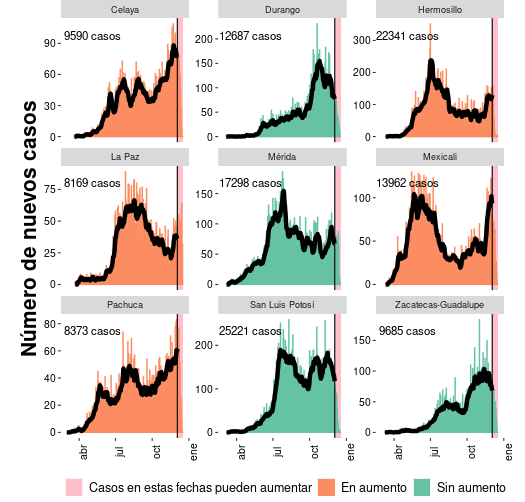 Celaya
Durango
Hermosillo
9590 casos
12687 casos
22341 casos
90
60
30
0
200
150
100
50
0
300
200
100
0
La Paz
Mérida
Mexicali
8169 casos
17298 casos
13962 casos
75
50
25
0
150
100
50
0
100
50
0
Pachuca
San Luis Potosí
Zacatecas-Guadalupe
8373 casos
25221 casos
9685 casos
80
60
40
20
0
200
100
0
150
100
50
0
abr
jul
oct
ene
abr
jul
oct
ene
abr
jul
oct
ene
Número de nuevos casos
Casos en estas fechas pueden aumentar
En aumento
Sin aumento